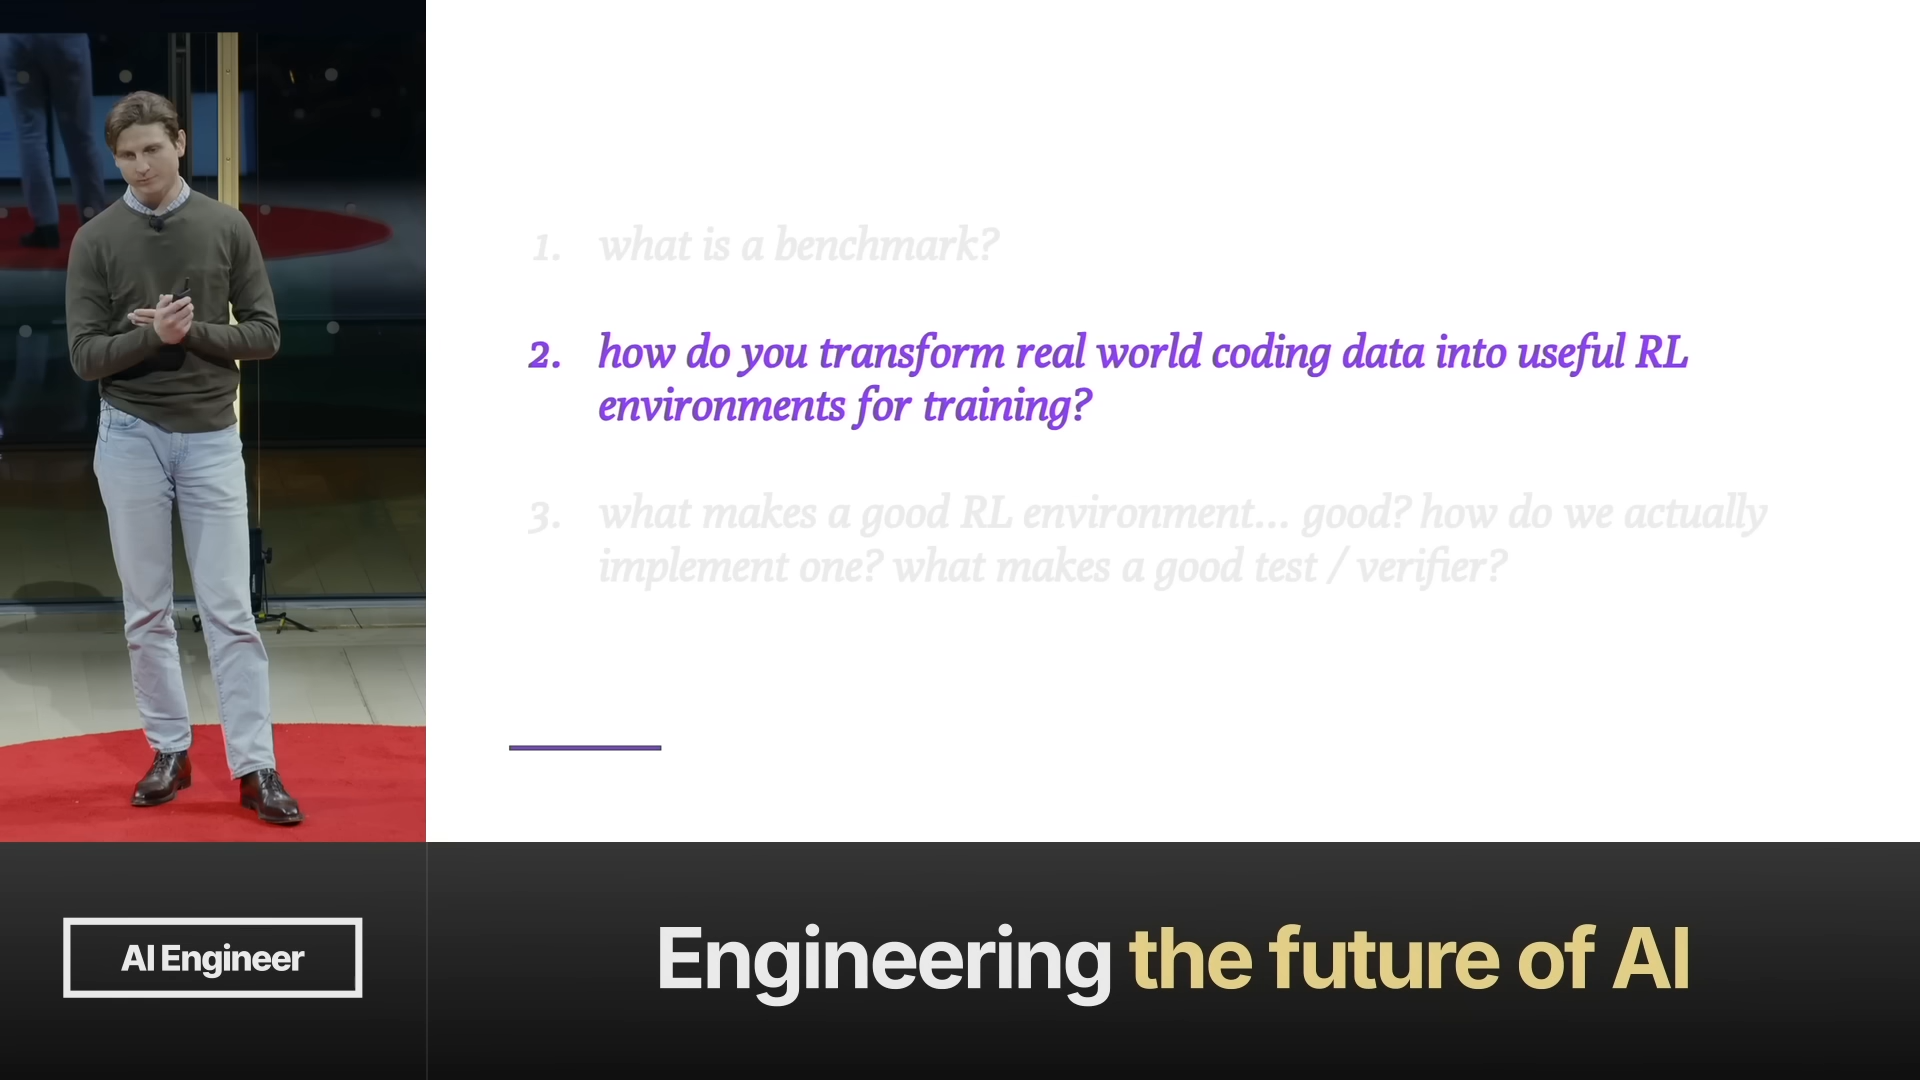 1. what is a benchmark?
2. how do you transform real world coding data into useful RL
environments for training?
3. what makes a good RL environment... good? how do we actually
implement one? what makes a good test / verifier?
AI Engineer
Engineering the future of AI